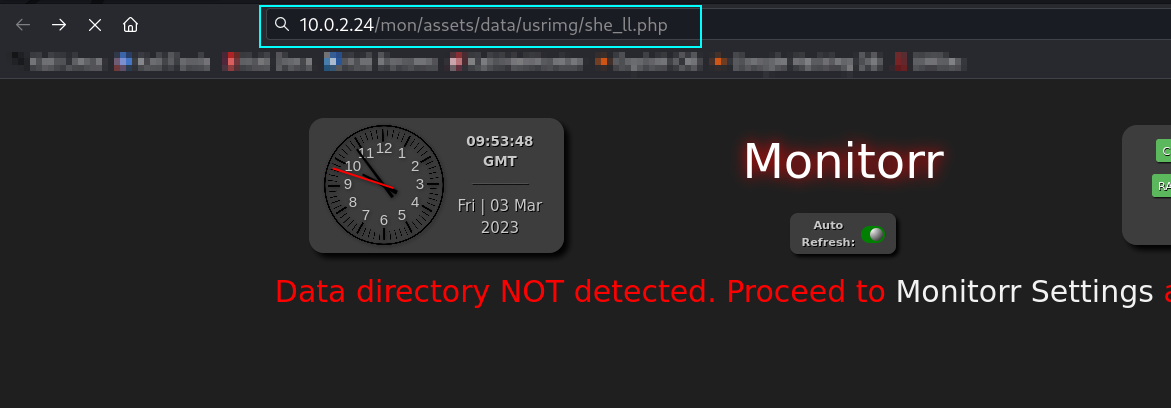 10.0.2.24/mon/assets/data/usrimg/she_ll.php
12
1
2
3
4
5
6
7
8
9
10
11
09:53:48
GMT
Fri | 03 Mar
2023
Monitorr
Auto
Refresh:
C
RA
Data directory NOT detected. Proceed to Monitorr Settings a